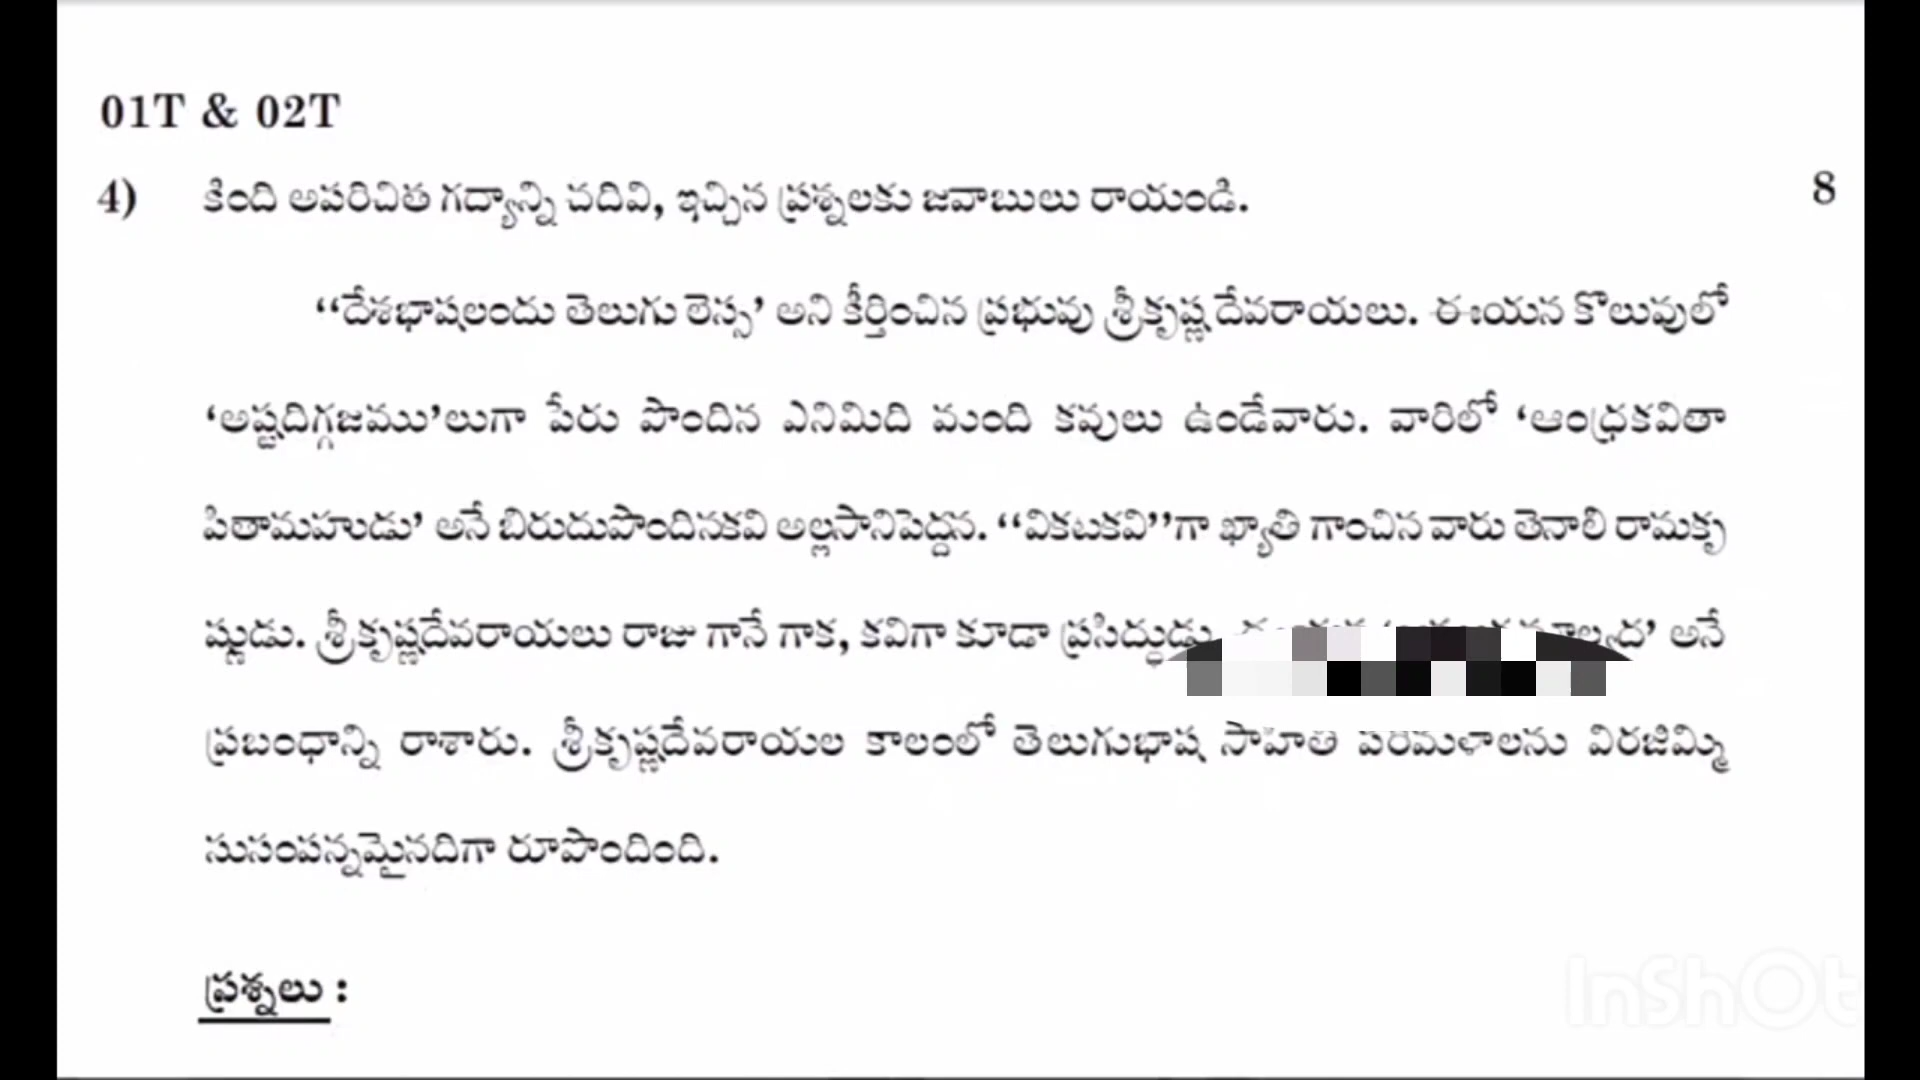 01T & 02T
4) కింది అపరిచిత గద్యాన్ని చదివి, ఇచ్చిన ప్రశ్నలకు జవాబులు రాయండి. 8
“దేశభాషలందు తెలుగు లెస్స’ అని కీర్తించిన ప్రభువు శ్రీకృష్ణదేవరాయలు. ఈయన కొలువులో
‘అష్టదిగ్గజము’లుగా పేరు పొందిన ఎనిమిది మంది కవులు ఉండేవారు. వారిలో ‘ఆంధ్రకవితా
పితామహుడు’ అనే బిరుదుపొందినకవి అల్లసానిపెద్దన. “వికటకవి”గా ఖ్యాతి గాంచిన వారు తెనాలి రామకృ
ష్ణుడు. శ్రీకృష్ణదేవరాయలు రాజు గానే గాక, కవిగా కూడా ప్రసిద్ధుడు అనే
ప్రబంధాన్ని రాశారు. శ్రీకృష్ణదేవరాయల కాలంలో తెలుగుభాష సాహితీ పరిమళాలను విరజిమ్మి
సుసంపన్నమైనదిగా రూపొందింది.
ప్రశ్నలు :
InShOt